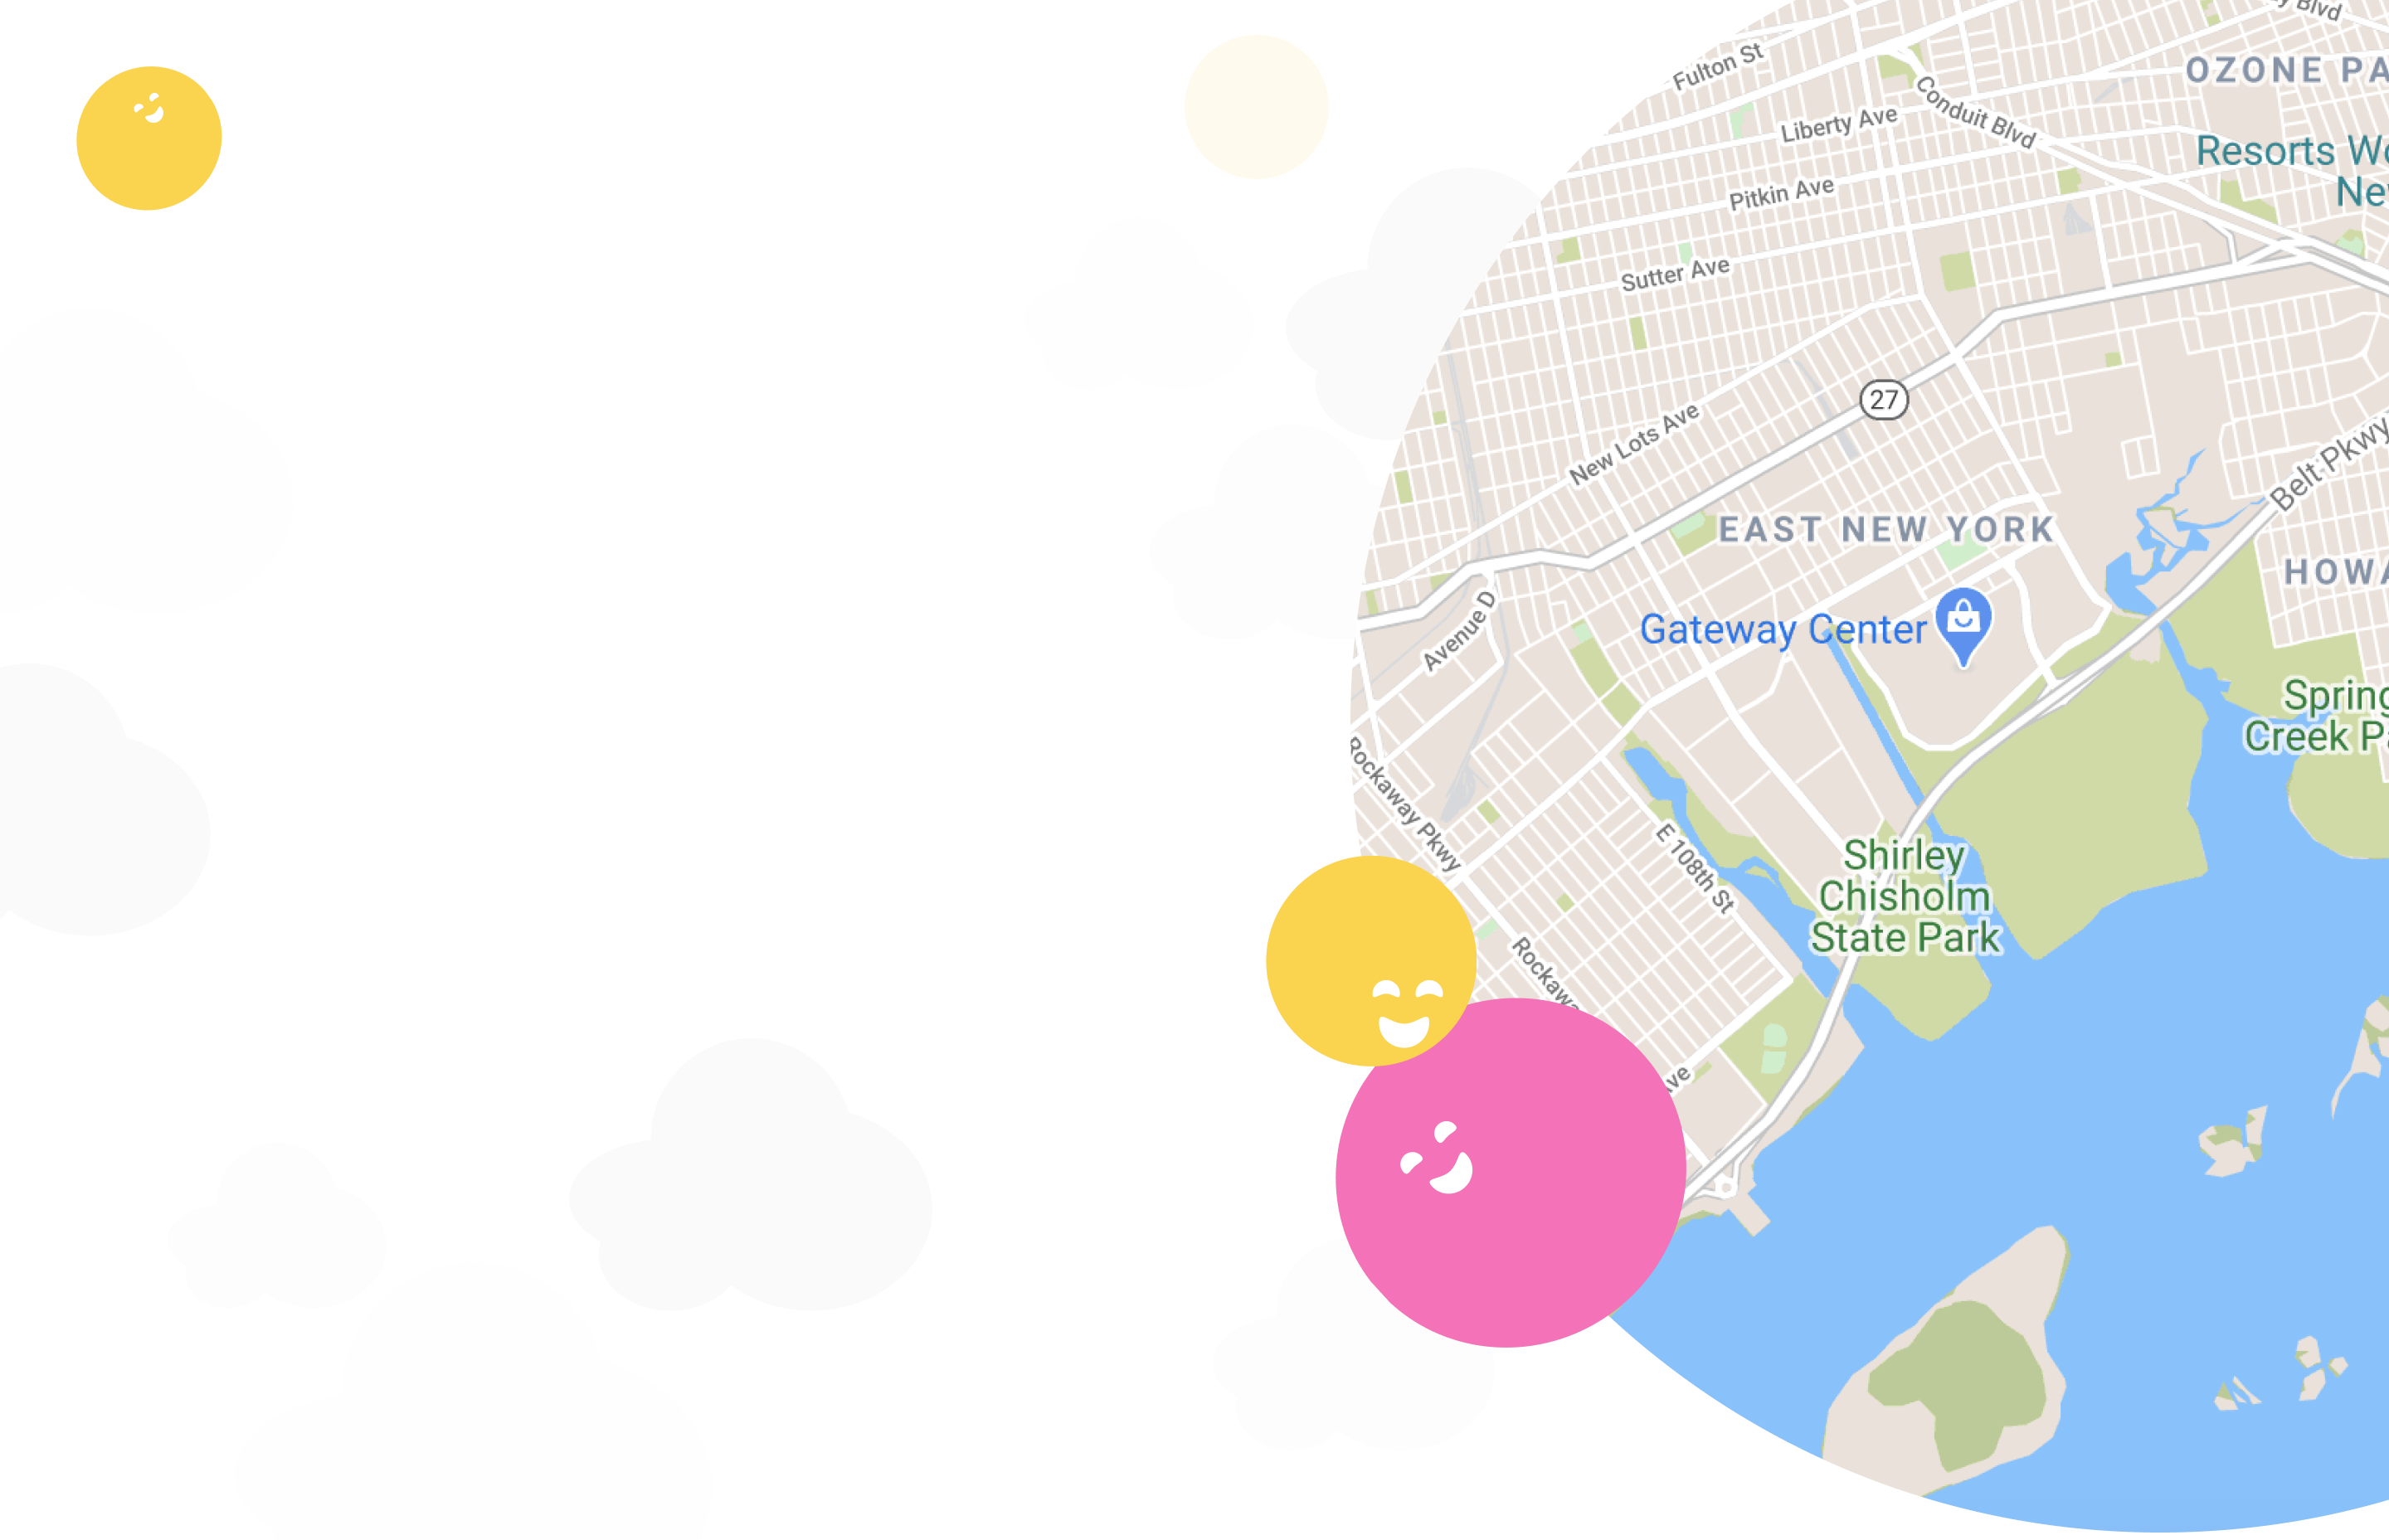 y Blvd
Fulton St
OZONE PA
Conduit Blvd
Liberty Ave
Resorts Wo
Ne
Pitkin Ave
Sutter Ave
27
New Lots Ave
Belt Pkwy
EAST NEW YORK
HOWA
Avenue D
Gateway Center
Spring
Creek Pa
Rockaway Pkwy
E 108th St
Shirley
Chisholm
State Park
Rockawa
Ave